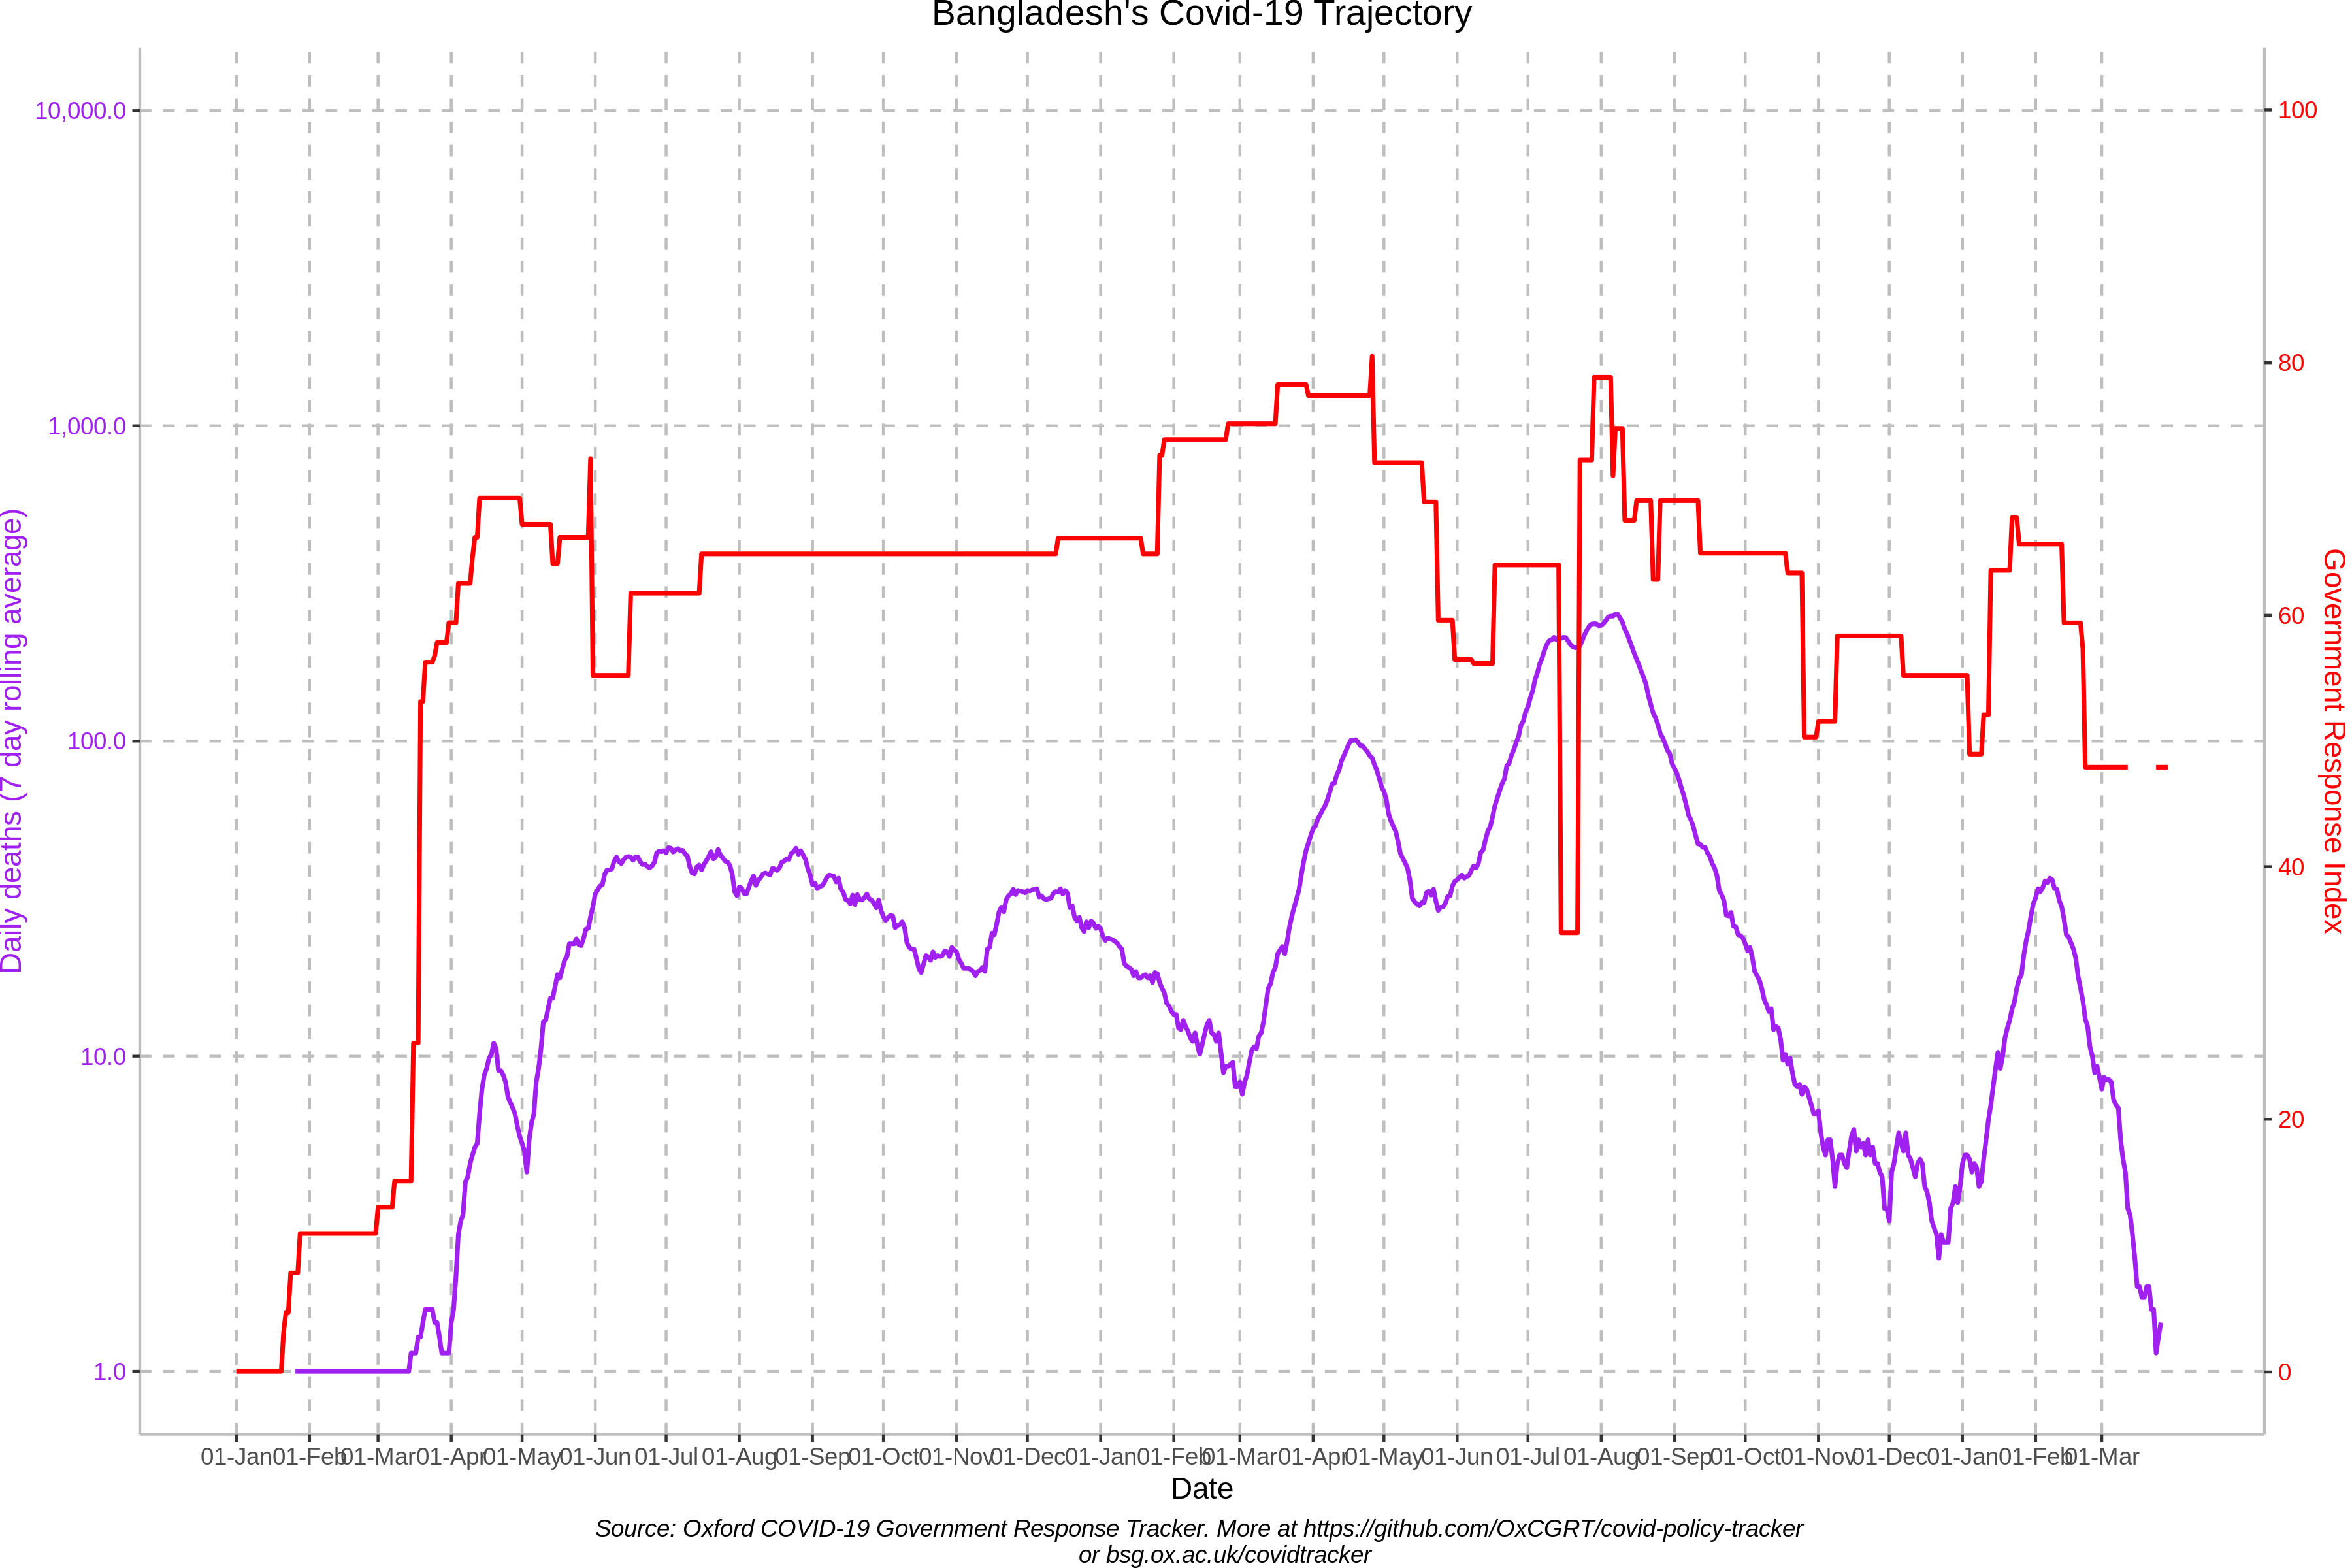 Bangladesh's Covid-19 Trajectory
10,000.0
1,000.0
100.0
10.0
1.0
Daily deaths (7 day rolling average)
100
80
60
40
20
0
Government Response Index
01-Jan 01-Feb 01-Mar 01-Apr 01-May 01-Jun 01-Jul 01-Aug 01-Sep 01-Oct 01-Nov 01-Dec 01-Jan 01-Feb 01-Mar 01-Apr 01-May 01-Jun 01-Jul 01-Aug 01-Sep 01-Oct 01-Nov 01-Dec 01-Jan 01-Feb 01-Mar
Date
Source: Oxford COVID-19 Government Response Tracker. More at https://github.com/OxCGRT/covid-policy-tracker
or bsg.ox.ac.uk/covidtracker